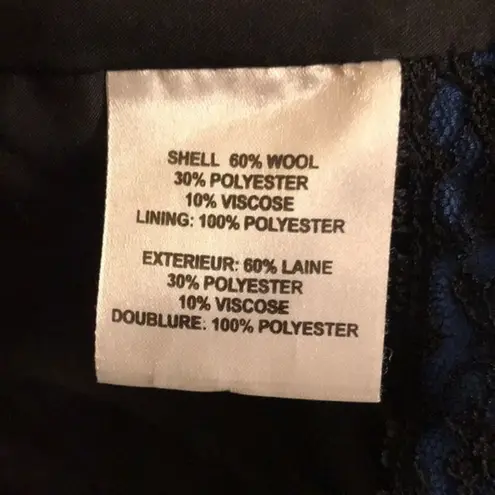 SHELL 60% WOOL
30% POLYESTER
10% VISCOSE
LINING: 100% POLYESTER
EXTERIEUR: 60% LAINE
30% POLYESTER
10% VISCOSE
DOUBLURE: 100% POLYESTER